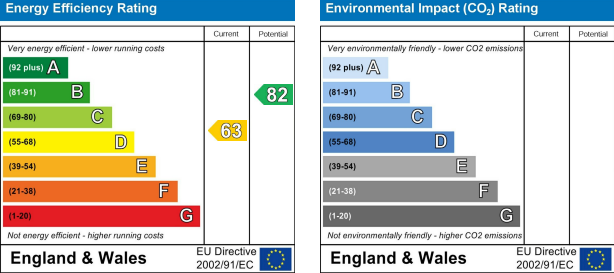 Energy Efficiency Rating
Current Potential
Very energy efficient - lower running costs
(92 plus) A
(81-91) B
(69-80) C
(55-68) D
(39-54) E
(21-38) F
(1-20) G
63
82
Not energy efficient - higher running costs
England & Wales
EU Directive
2002/91/EC
Environmental Impact (CO₂) Rating
Current Potential
Very environmentally friendly - lower CO2 emissions
(92 plus) A
(81-91) B
(69-80) C
(55-68) D
(39-54) E
(21-38) F
(1-20) G
Not environmentally friendly - higher CO2 emissions
England & Wales
EU Directive
2002/91/EC